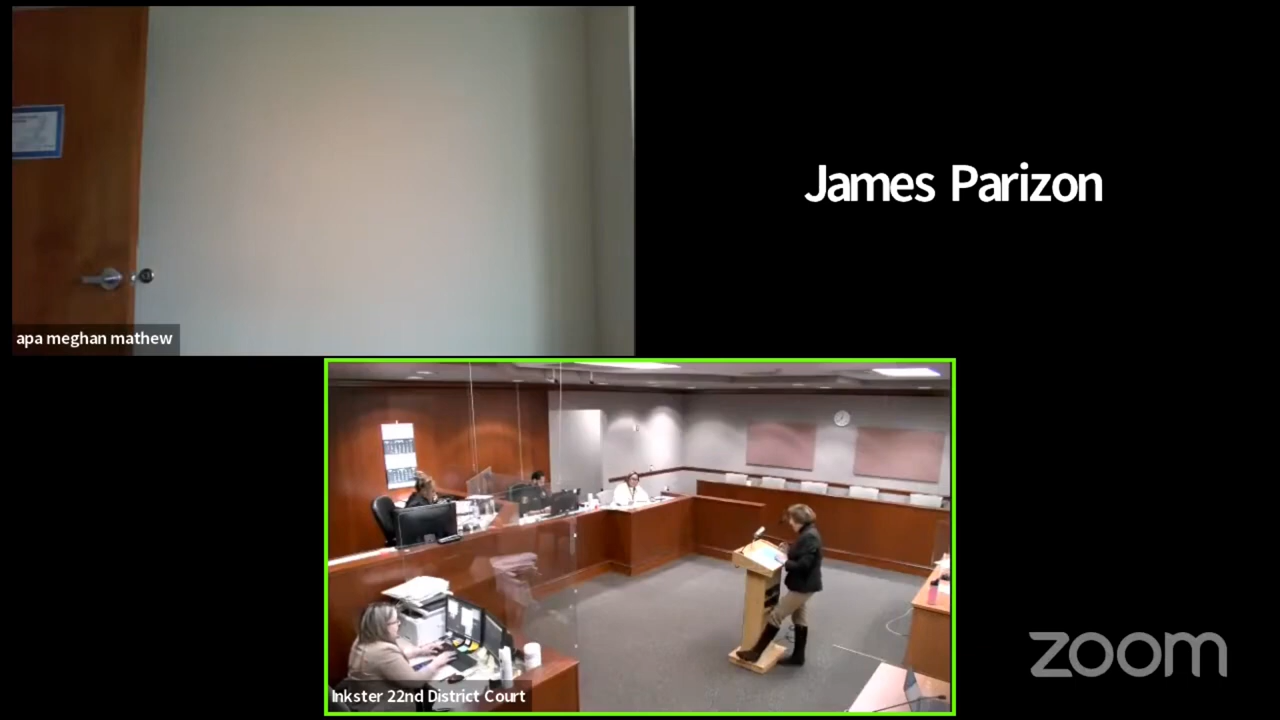 James Parizon
apa meghan mathew
Inkster 22nd District Court
zoom